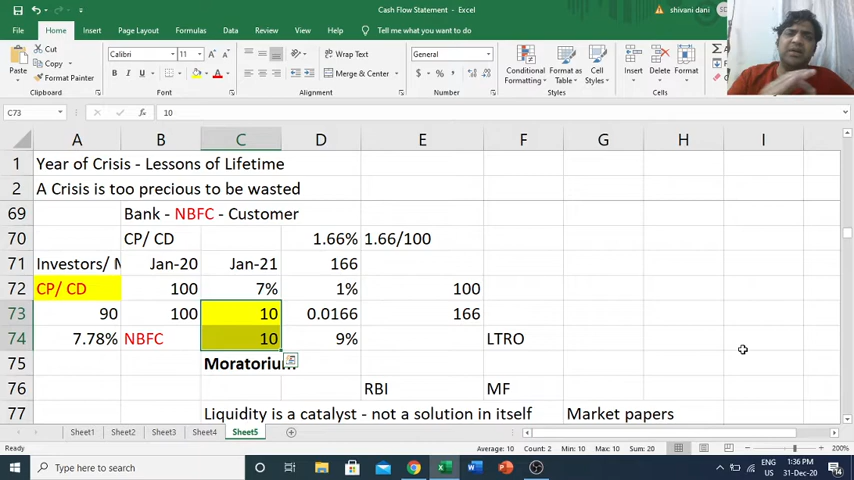 Cash Flow Statement - Excel
shivani dani
File Home Insert Page Layout Formulas Data Review View Help Tell me what you want to do
Cut
Copy
Format Painter
Paste
Clipboard
Calibri 11
B I U
Font
Wrap Text
Merge & Center
Alignment
General
$ % ,
Number
Conditional Formatting
Format as Table
Cell Styles
Styles
Insert Delete Format
Cells
C73 fx 10
A B C D E F G H I
1 Year of Crisis - Lessons of Lifetime
2 A Crisis is too precious to be wasted
69 Bank - NBFC - Customer
70 CP/ CD 1.66% 1.66/100
71 Investors/ M Jan-20 Jan-21 166
72 CP/ CD 100 7% 1% 100
73 90 100 10 0.0166 166
74 7.78% NBFC 10 9% LTRO
75 Moratorium
76 RBI MF
77 Liquidity is a catalyst - not a solution in itself Market papers
Sheet1 Sheet2 Sheet3 Sheet4 Sheet5
Ready Average: 10 Count: 2 Min: 10 Max: 10 Sum: 20 200%
Type here to search
ENG 1:36 PM
US 31-Dec-20